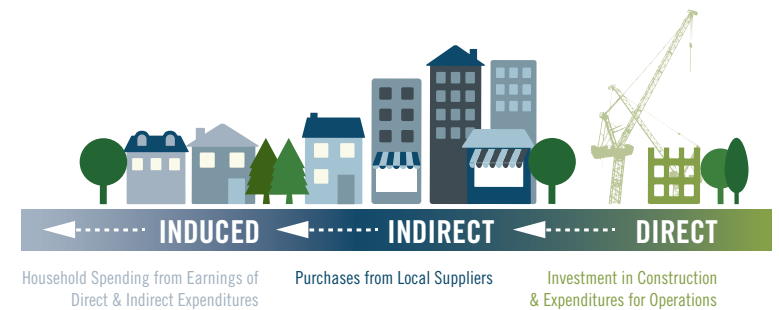 INDUCED
INDIRECT
DIRECT
Household Spending from Earnings of
Direct & Indirect Expenditures
Purchases from Local Suppliers
Investment in Construction
& Expenditures for Operations